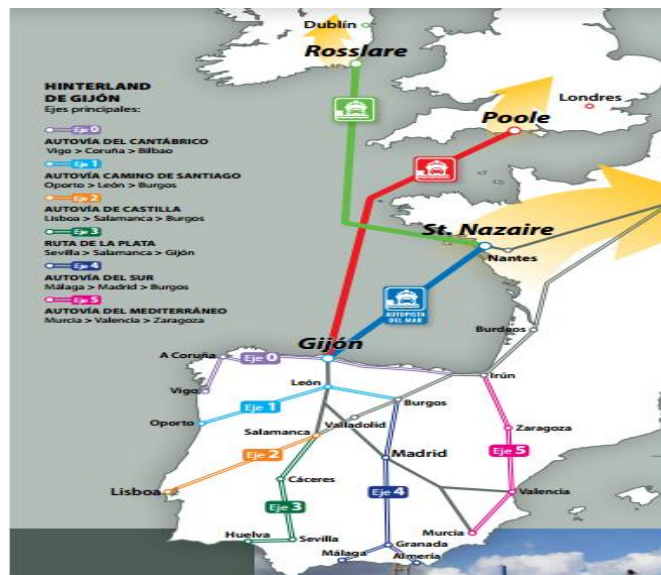 Dublín
Rosslare
HINTERLAND
DE GIJÓN
Ejes principales:
Eje 0
AUTOVÍA DEL CANTÁBRICO
Vigo > Coruña > Bilbao
Eje 1
AUTOVÍA CAMINO DE SANTIAGO
Oporto > León > Burgos
Eje 2
AUTOVÍA DE CASTILLA
Lisboa > Salamanca > Burgos
Eje 3
RUTA DE LA PLATA
Sevilla > Salamanca > Gijón
Eje 4
AUTOVÍA DEL SUR
Málaga > Madrid > Burgos
Eje 5
AUTOVÍA DEL MEDITERRÁNEO
Murcia > Valencia > Zaragoza
Londres
Poole
St. Nazaire
Nantes
AUTOPISTA
DEL MAR
Burdeos
Gijón
A Coruña
Eje 0
Irún
León
Vigo
Eje 1
Burgos
Oporto
Valladolid
Zaragoza
Salamanca
Eje 2
Madrid
Eje 5
Cáceres
Lisboa
Eje 3
Eje 4
Valencia
Huelva
Sevilla
Murcia
Granada
Málaga
Almería